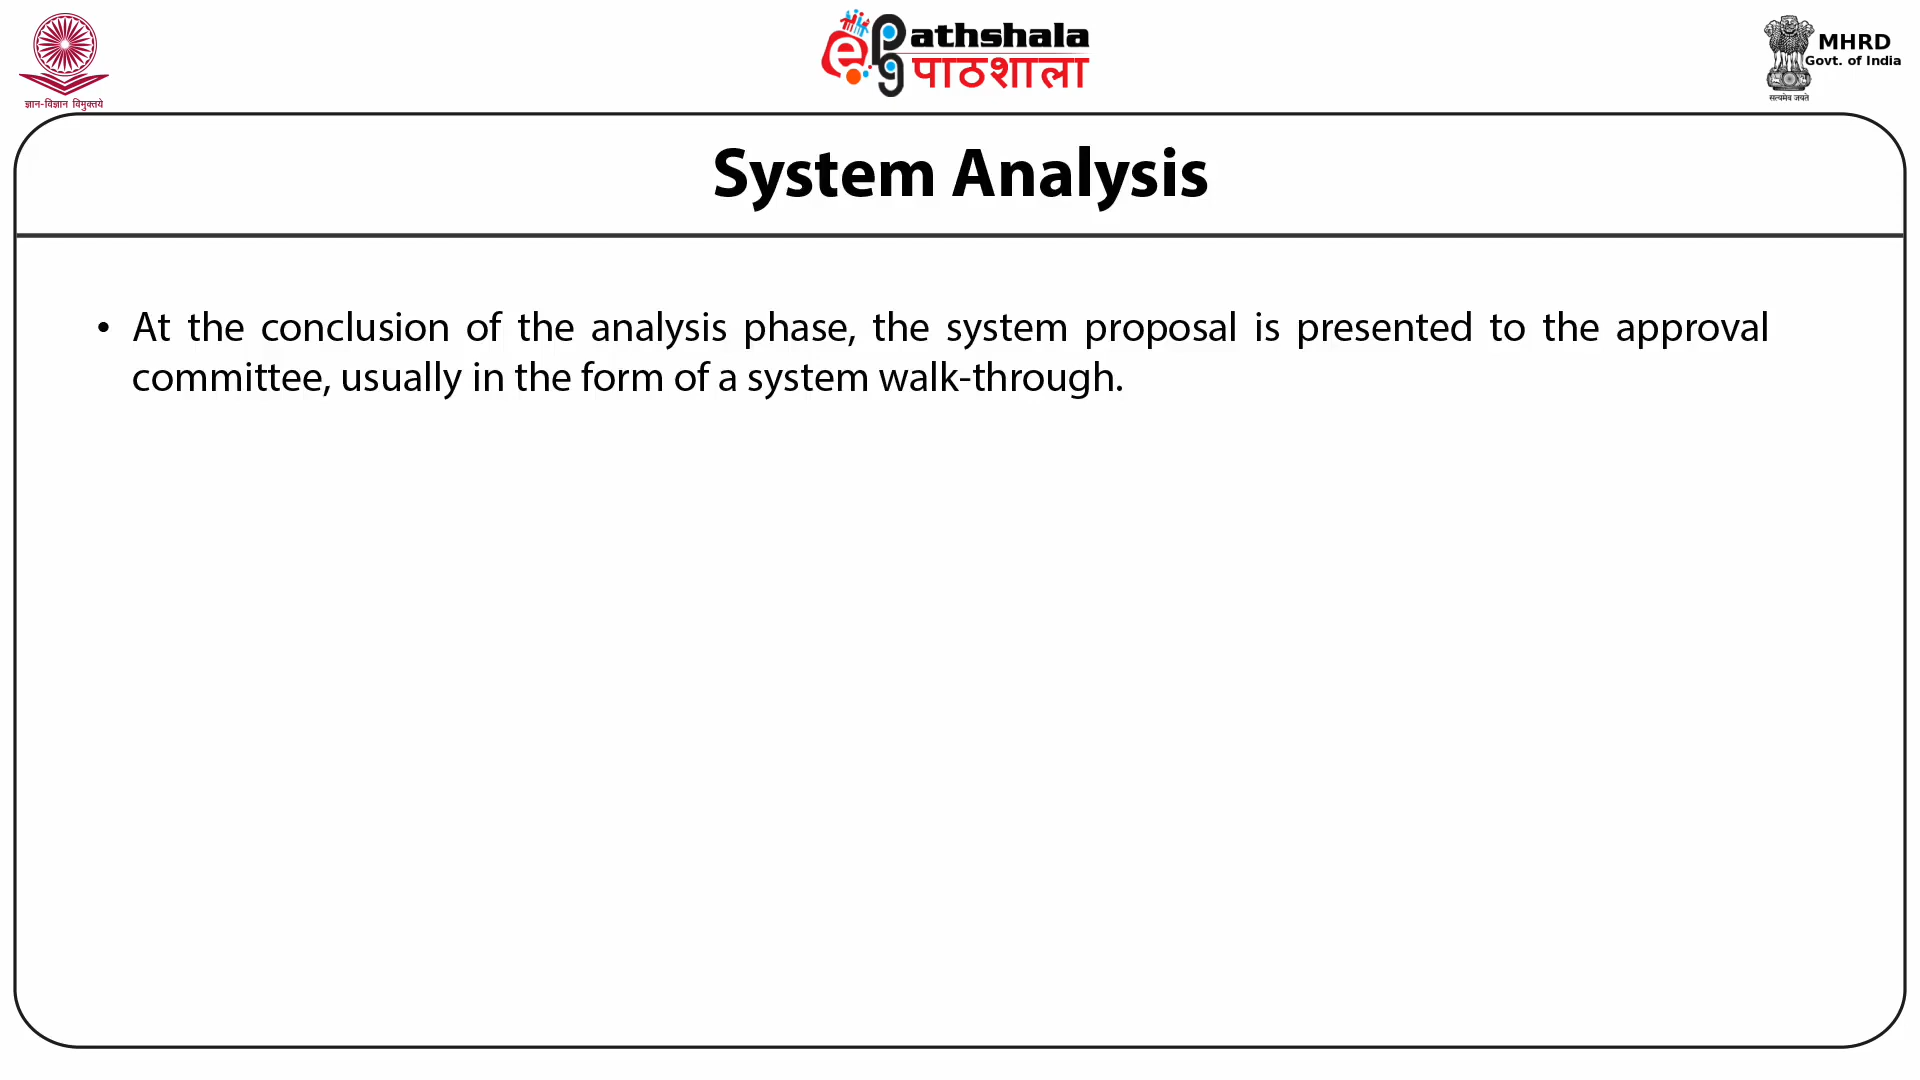 ज्ञान-विज्ञान विमुक्तये
e pg Pathshala
पाठशाला
MHRD
Govt. of India
सत्यमेव जयते
System Analysis
• At the conclusion of the analysis phase, the system proposal is presented to the approval
committee, usually in the form of a system walk-through.